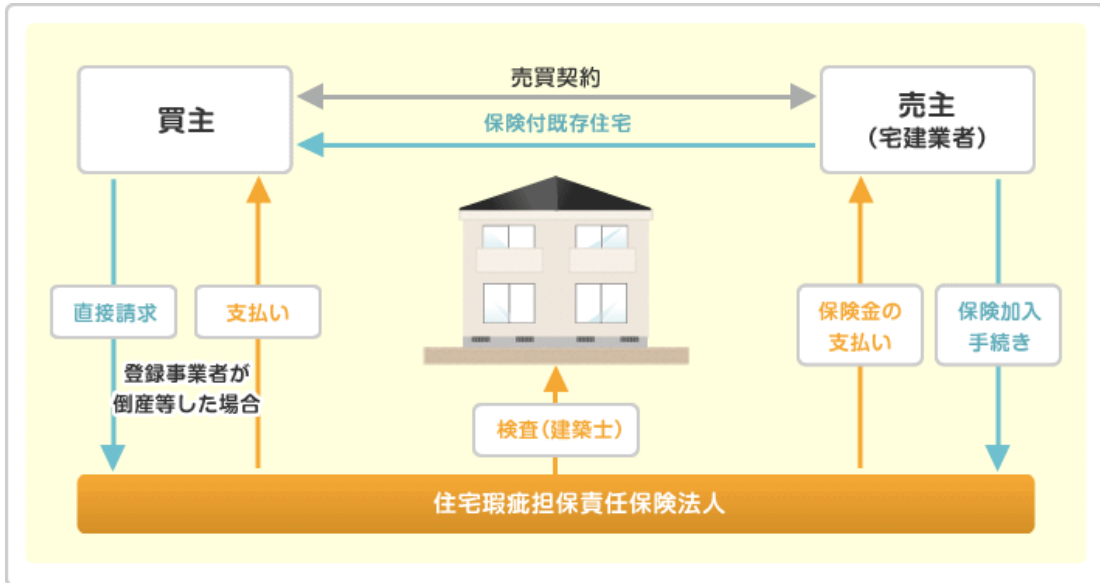 売買契約
買主
売主
（宅建業者）
保険付既存住宅
直接請求
支払い
保険金の
支払い
保険加入
手続き
登録事業者が
倒産等した場合
検査（建築士）
住宅瑕疵担保責任保険法人